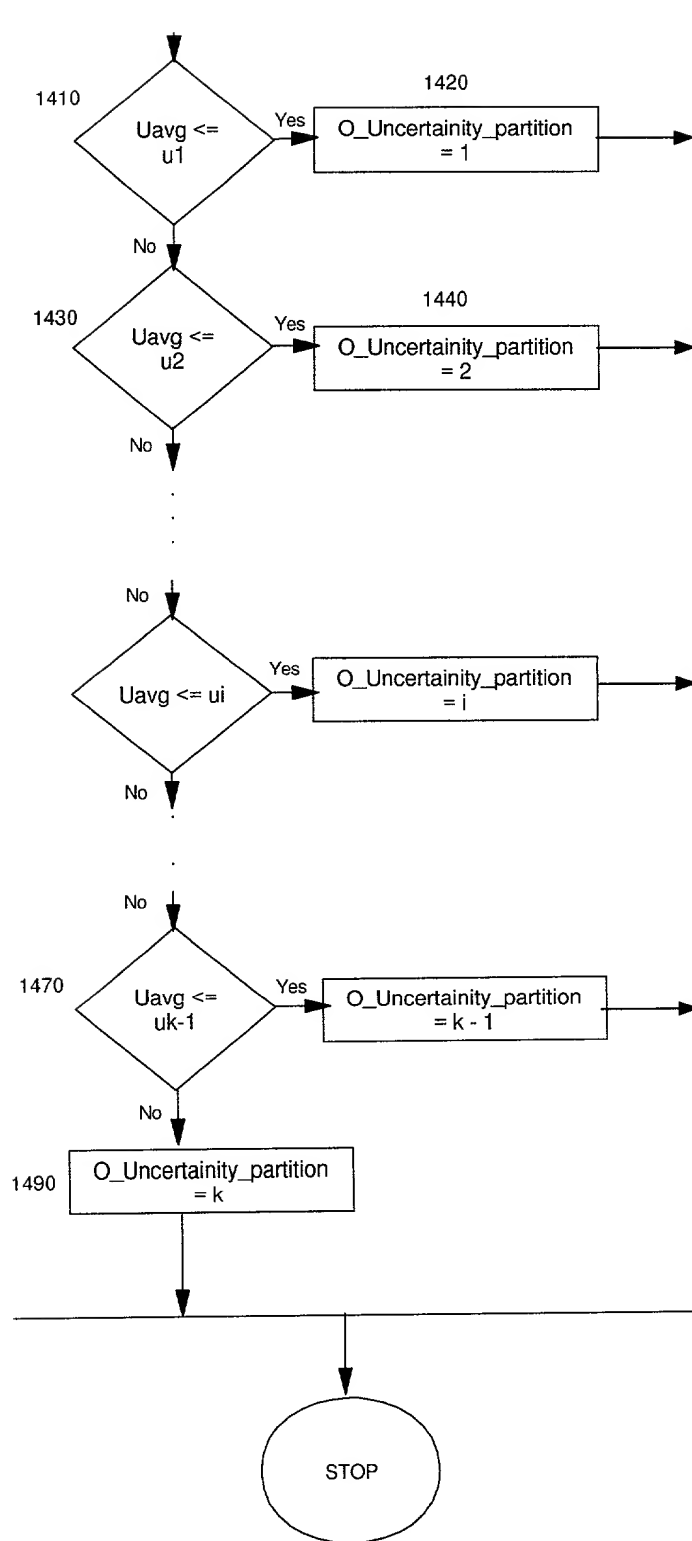 1410
1420
Uavg <=
u1
Yes
O_Uncertainity_partition
= 1
No
1430
1440
Uavg <=
u2
Yes
O_Uncertainity_partition
= 2
No
No
Uavg <= ui
Yes
O_Uncertainity_partition
= i
No
No
1470
Uavg <=
uk-1
Yes
O_Uncertainity_partition
= k - 1
No
1490
O_Uncertainity_partition
= k
STOP